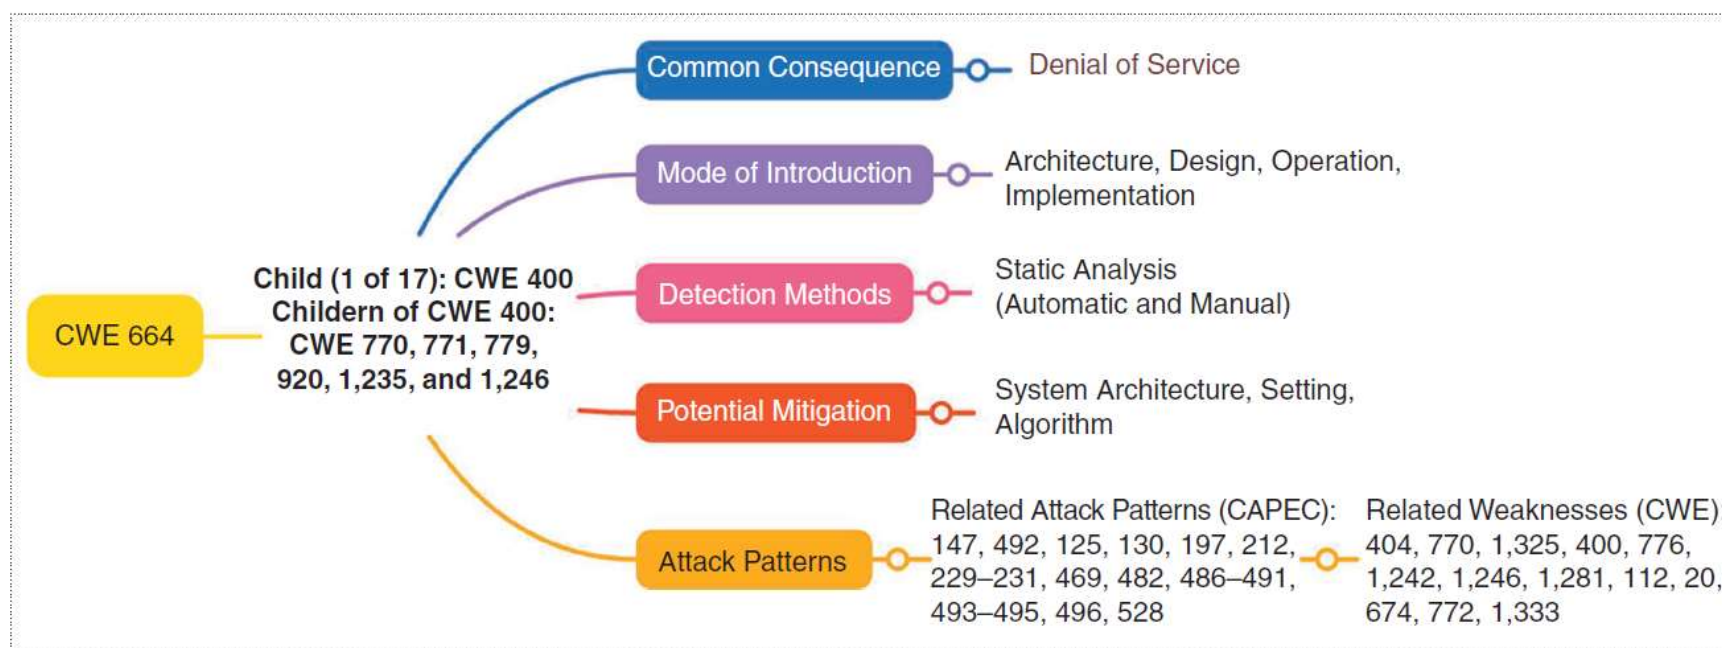 Common Consequence
Denial of Service
Mode of Introduction
Architecture, Design, Operation,
Implementation
Child (1 of 17): CWE 400
Childern of CWE 400:
CWE 770, 771, 779,
920, 1,235, and 1,246
CWE 664
Detection Methods
Static Analysis
(Automatic and Manual)
Potential Mitigation
System Architecture, Setting,
Algorithm
Attack Patterns
Related Attack Patterns (CAPEC):
147, 492, 125, 130, 197, 212,
229–231, 469, 482, 486–491,
493–495, 496, 528
Related Weaknesses (CWE)
404, 770, 1,325, 400, 776,
1,242, 1,246, 1,281, 112, 20,
674, 772, 1,333